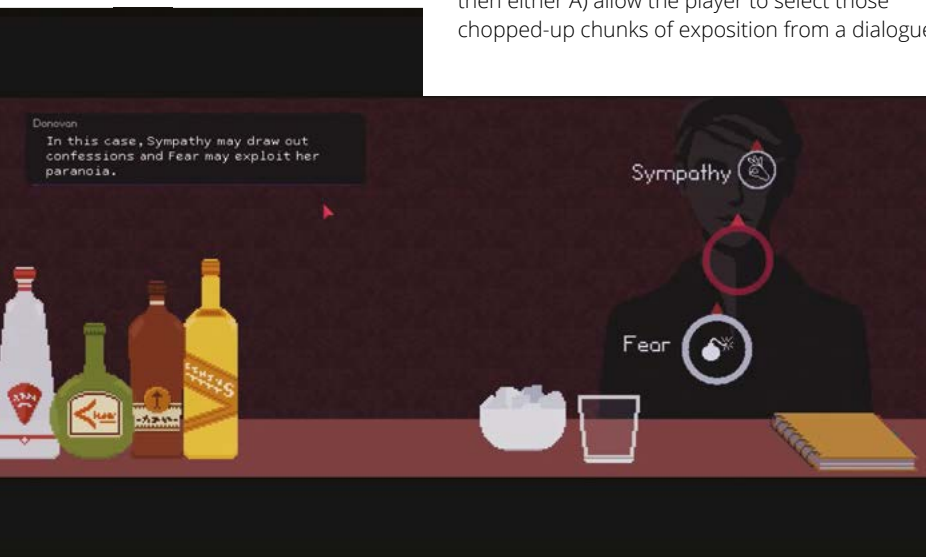 then either A) allow the player to select those
chopped-up chunks of exposition from a dialogue
Donovan
In this case, Sympathy may draw out
confessions and Fear may exploit her
paranoia.
Sympathy
Fear